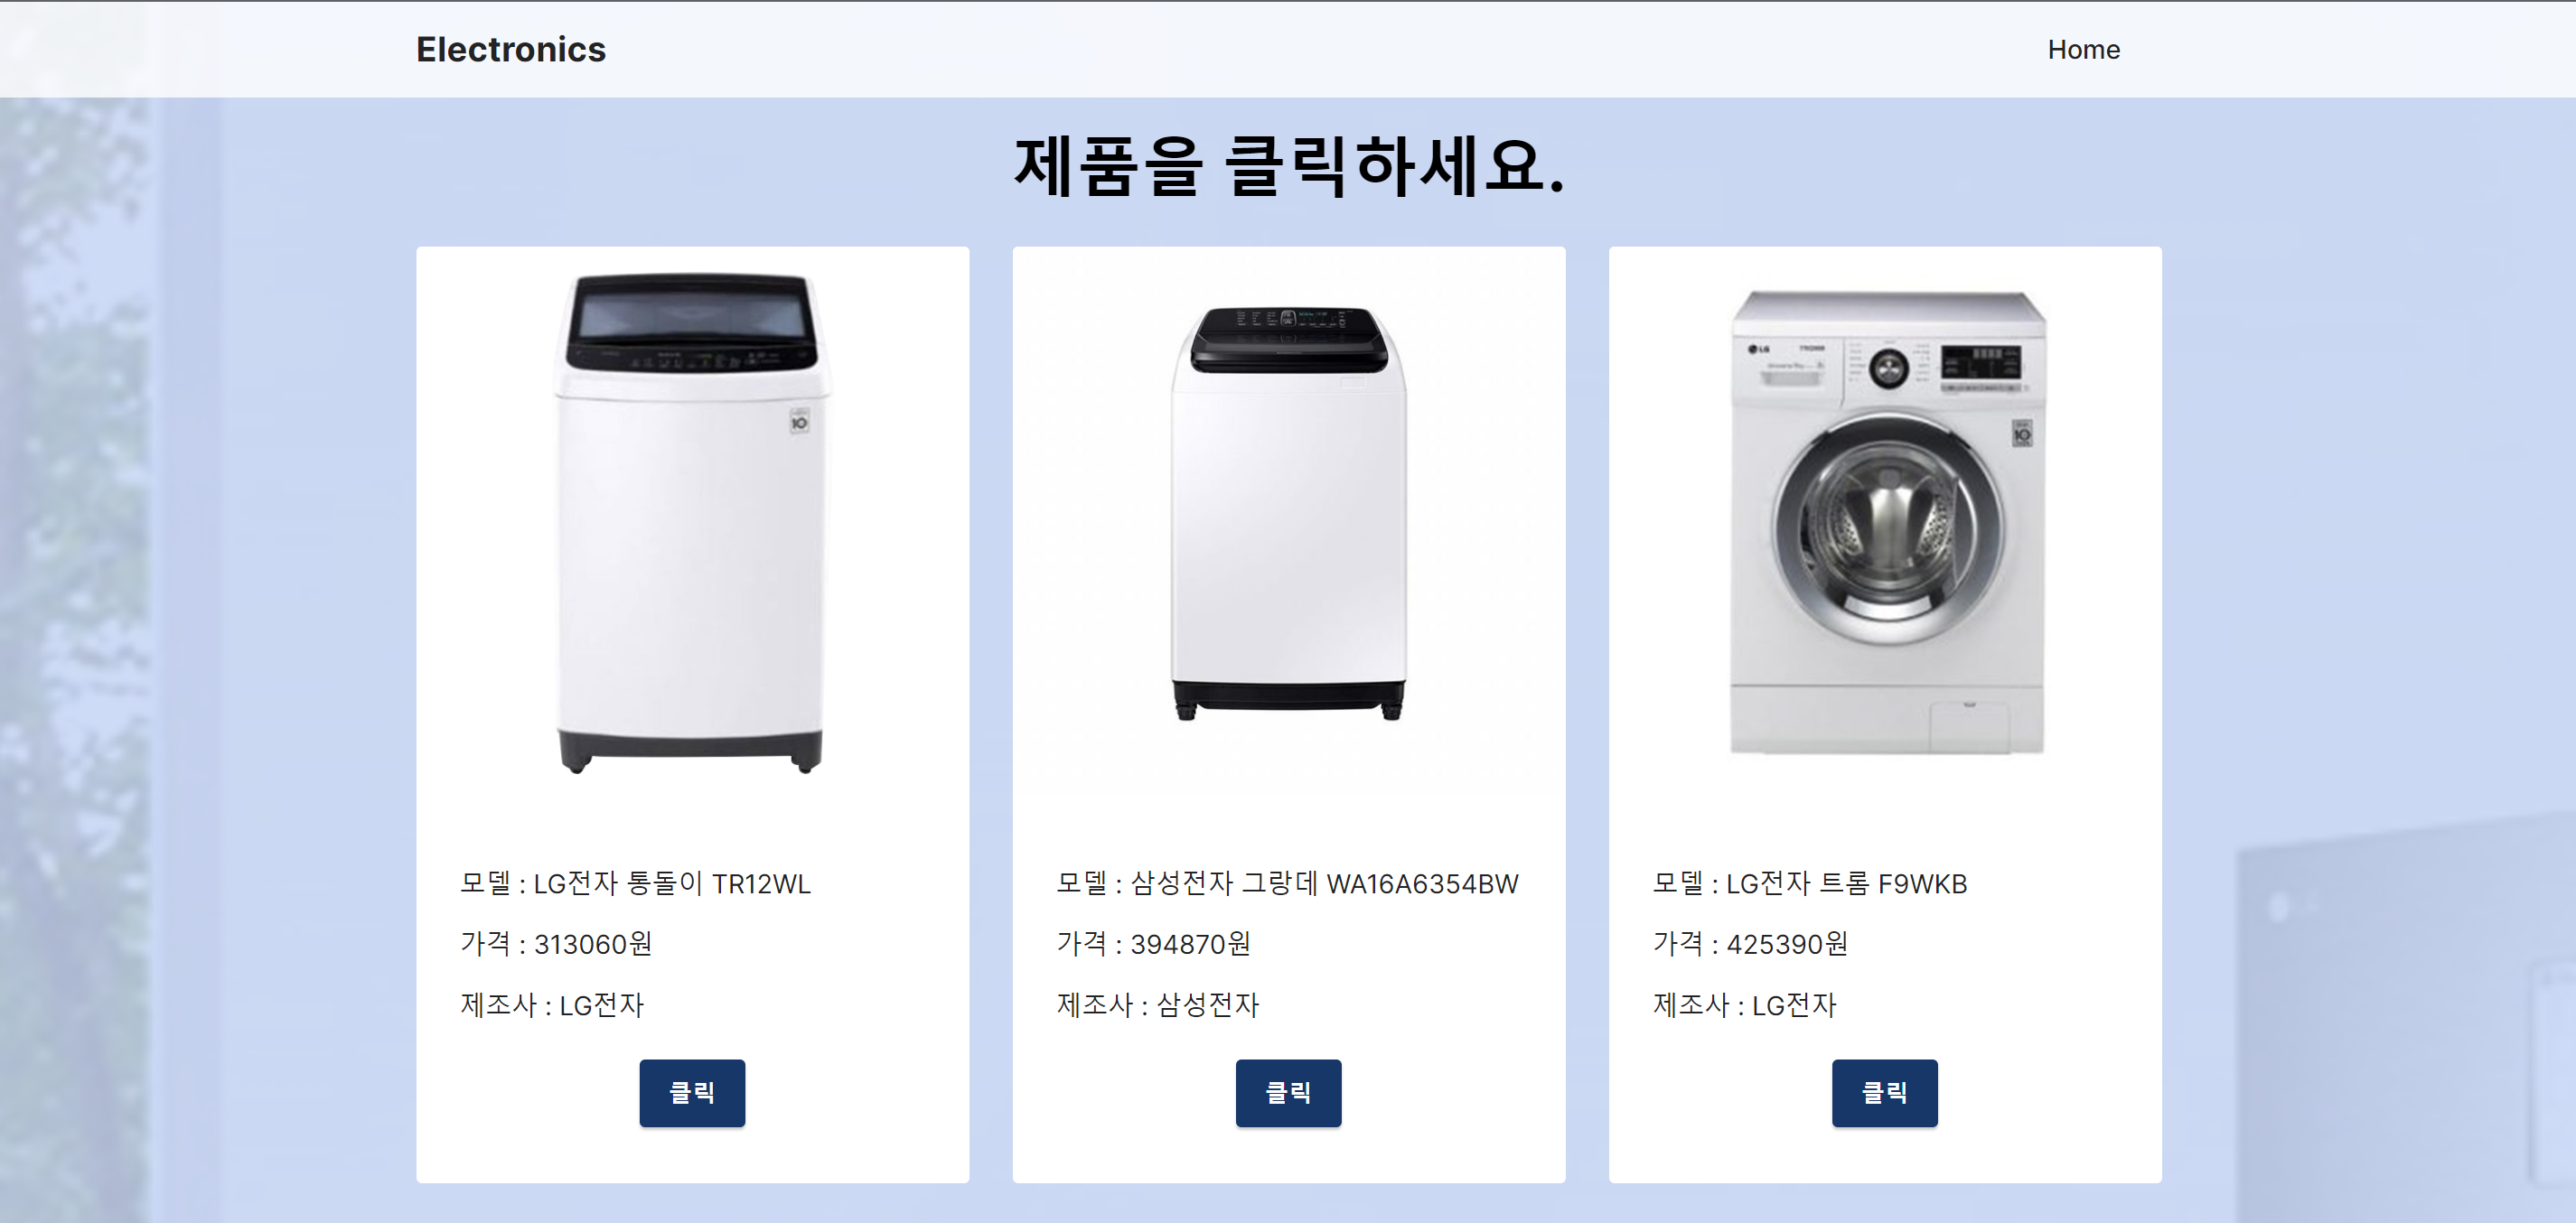 Electronics
Home
제품을 클릭하세요.
10
LG
10
모델 : LG전자 통돌이 TR12WL
가격 : 313060원
제조사 : LG전자
클릭
모델 : 삼성전자 그랑데 WA16A6354BW
가격 : 394870원
제조사 : 삼성전자
클릭
모델 : LG전자 트롬 F9WKB
가격 : 425390원
제조사 : LG전자
클릭